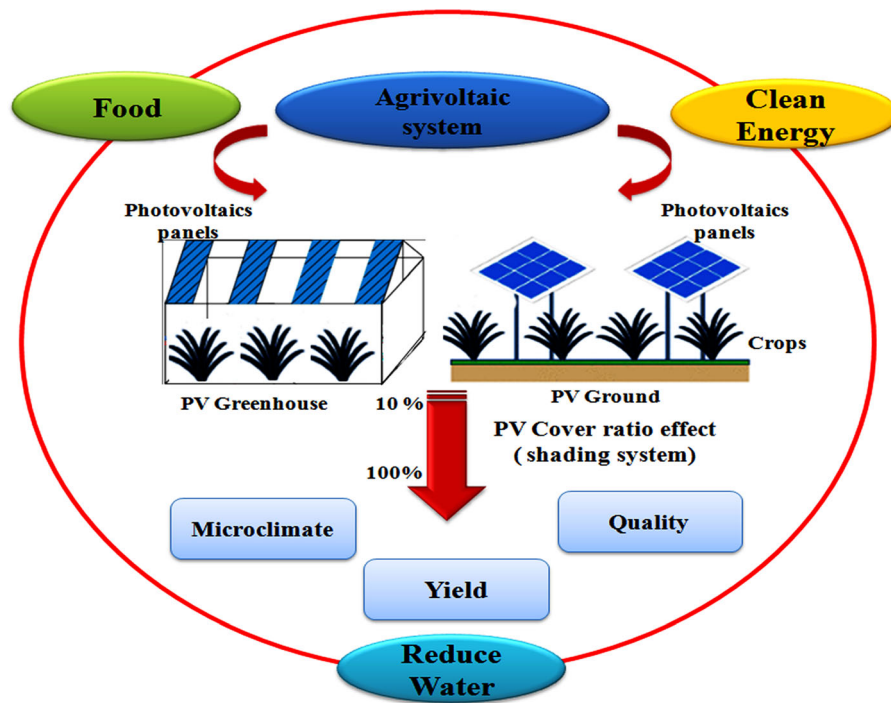 Food
Agrivoltaic
system
Clean
Energy
Photovoltaics
panels
Photovoltaics
panels
Crops
PV Greenhouse
PV Ground
10 %
100%
PV Cover ratio effect
( shading system)
Microclimate
Quality
Yield
Reduce
Water